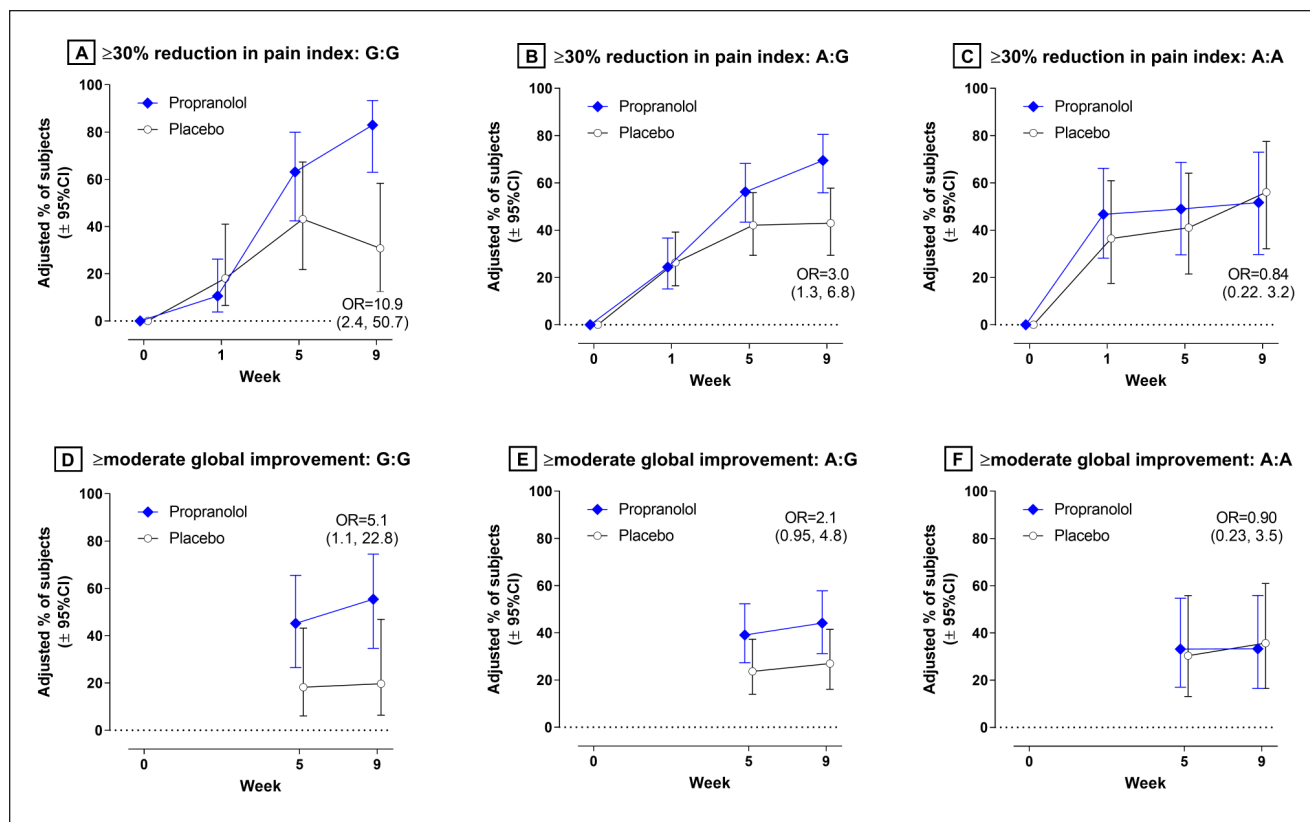 A ≥30% reduction in pain index: G:G
Adjusted % of subjects
(± 95%CI)
100
80
60
40
20
0
Propranolol
Placebo
OR=10.9
(2.4, 50.7)
0 1 5 9
Week
B ≥30% reduction in pain index: A:G
Adjusted % of subjects
(± 95%CI)
100
80
60
40
20
0
Propranolol
Placebo
OR=3.0
(1.3, 6.8)
0 1 5 9
Week
C ≥30% reduction in pain index: A:A
Adjusted % of subjects
(± 95%CI)
100
80
60
40
20
0
Propranolol
Placebo
OR=0.84
(0.22. 3.2)
0 1 5 9
Week
D ≥moderate global improvement: G:G
Adjusted % of subjects
(± 95%CI)
100
80
60
40
20
0
Propranolol
Placebo
OR=5.1
(1.1, 22.8)
0 5 9
Week
E ≥moderate global improvement: A:G
Adjusted % of subjects
(± 95%CI)
100
80
60
40
20
0
Propranolol
Placebo
OR=2.1
(0.95, 4.8)
0 5 9
Week
F ≥moderate global improvement: A:A
Adjusted % of subjects
(± 95%CI)
100
80
60
40
20
0
Propranolol
Placebo
OR=0.90
(0.23, 3.5)
0 5 9
Week